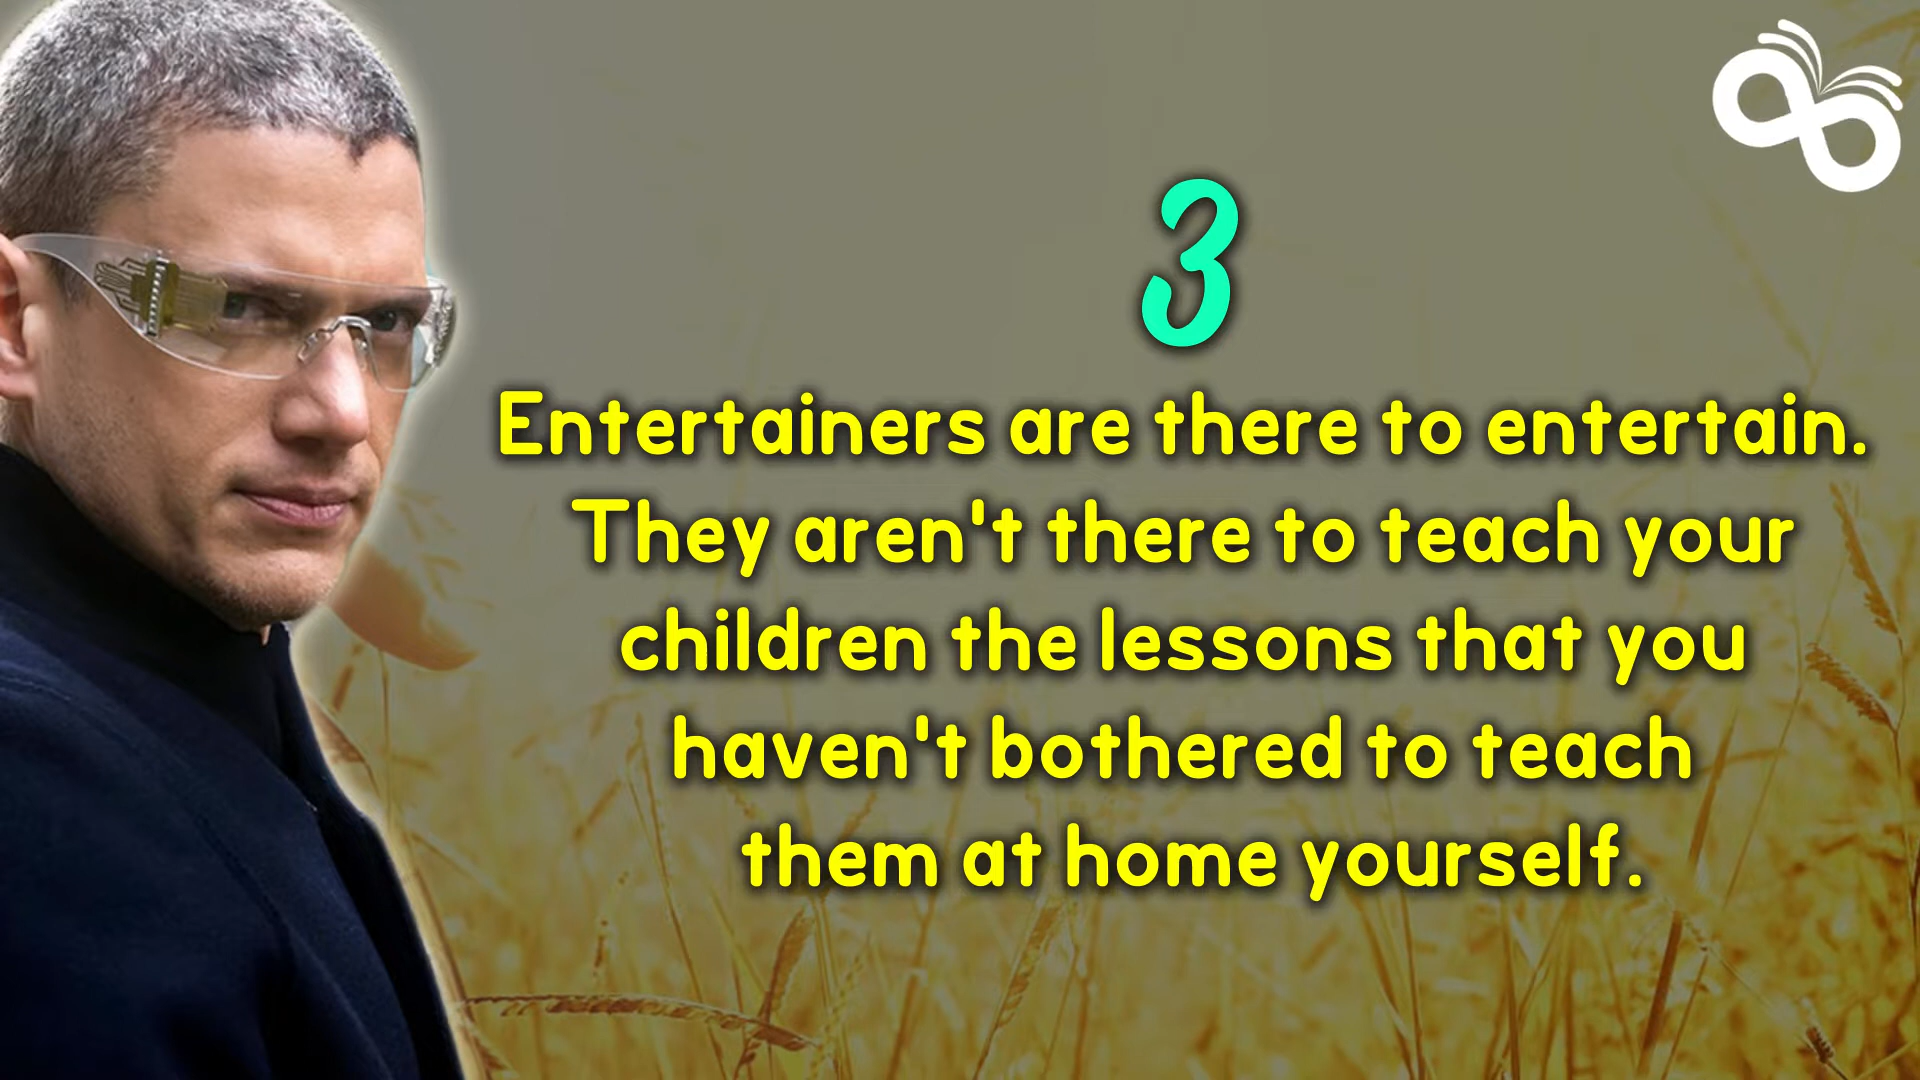 3
Entertainers are there to entertain.
They aren't there to teach your
children the lessons that you
haven't bothered to teach
them at home yourself.